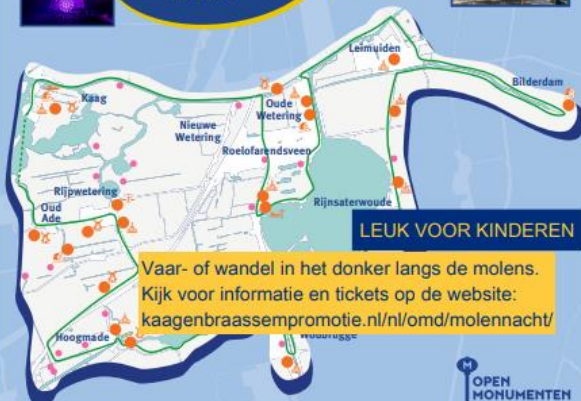 Leimuiden
Bilderdam
Kaag
Oude
Wetering
Nieuwe
Wetering
Roelofarendsveen
Rijpwetering
Oud
Ade
Rijnsaterwoude
LEUK VOOR KINDEREN
Vaar- of wandel in het donker langs de molens.
Kijk voor informatie en tickets op de website:
kaagenbraassempromotie.nl/nl/omd/molennacht/
Hoogmade
Woubrugge
M
OPEN
MONUMENTEN